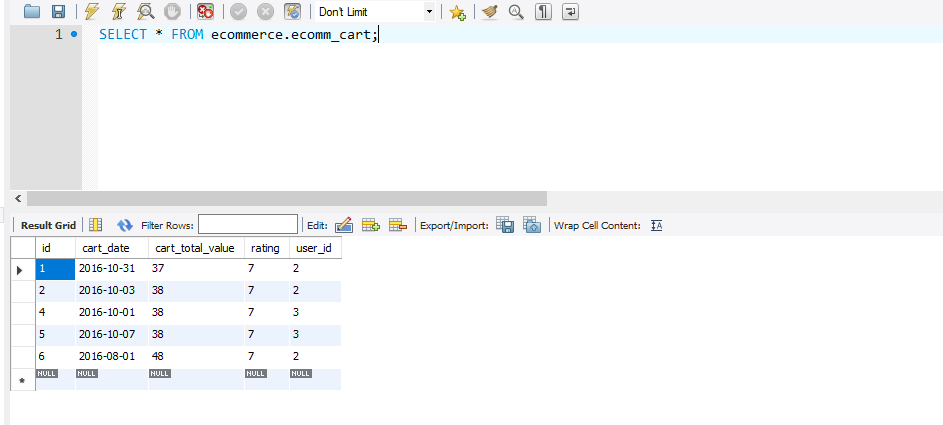 Don't Limit
1 SELECT * FROM ecommerce.ecomm_cart;
Result Grid Filter Rows: Edit: Export/Import: Wrap Cell Content:
id cart_date cart_total_value rating user_id
1 2016-10-31 37 7 2
2 2016-10-03 38 7 2
4 2016-10-01 38 7 3
5 2016-10-07 38 7 3
6 2016-08-01 48 7 2
NULL NULL NULL NULL NULL